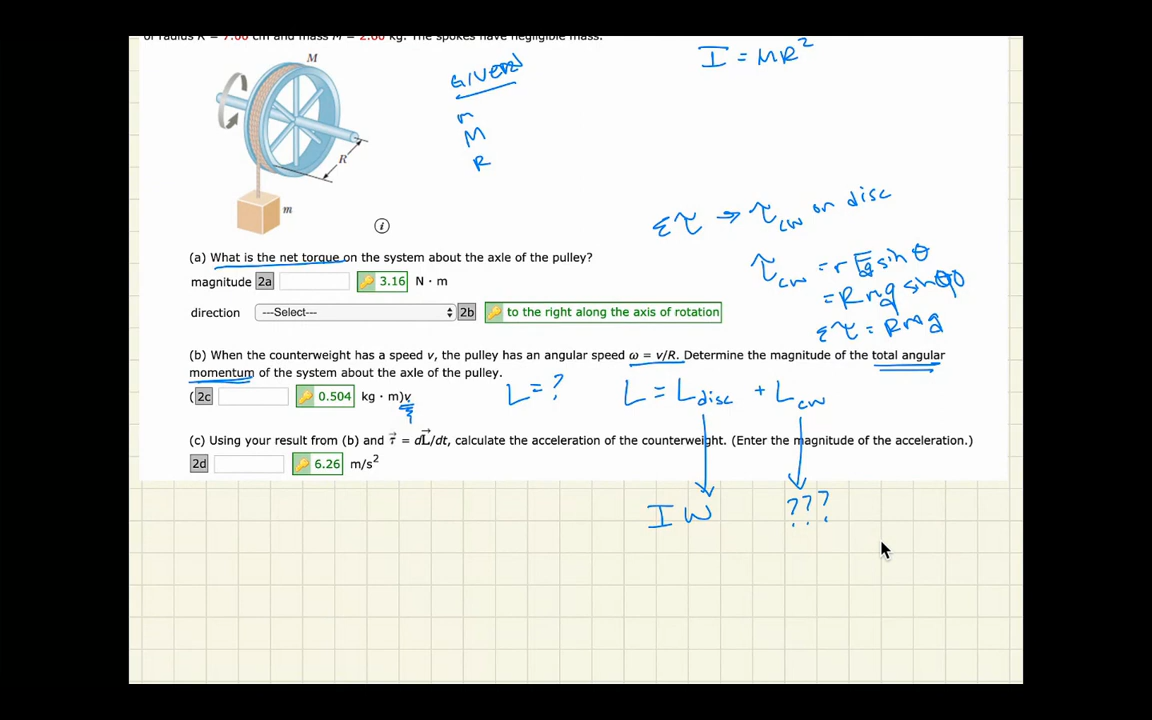 of radius R = 7.00 cm and mass M = 2.00 kg. The spokes have negligible mass.
I = MR²
GIVEN
M
m
M
R
R
m
Στ → τcw on disc
(a) What is the net torque on the system about the axle of the pulley?
τcw = r Fg sin θ
magnitude 2a 3.16 N · m
= Rmg sin 90
direction ---Select--- 2b to the right along the axis of rotation
Στ = Rmg
(b) When the counterweight has a speed v, the pulley has an angular speed ω = v/R. Determine the magnitude of the total angular
momentum of the system about the axle of the pulley.
(2c 0.504 kg · m)v
L = ? L = Ldisc + Lcw
(c) Using your result from (b) and τ⃗ = dL⃗/dt, calculate the acceleration of the counterweight. (Enter the magnitude of the acceleration.)
2d 6.26 m/s²
I ω ???